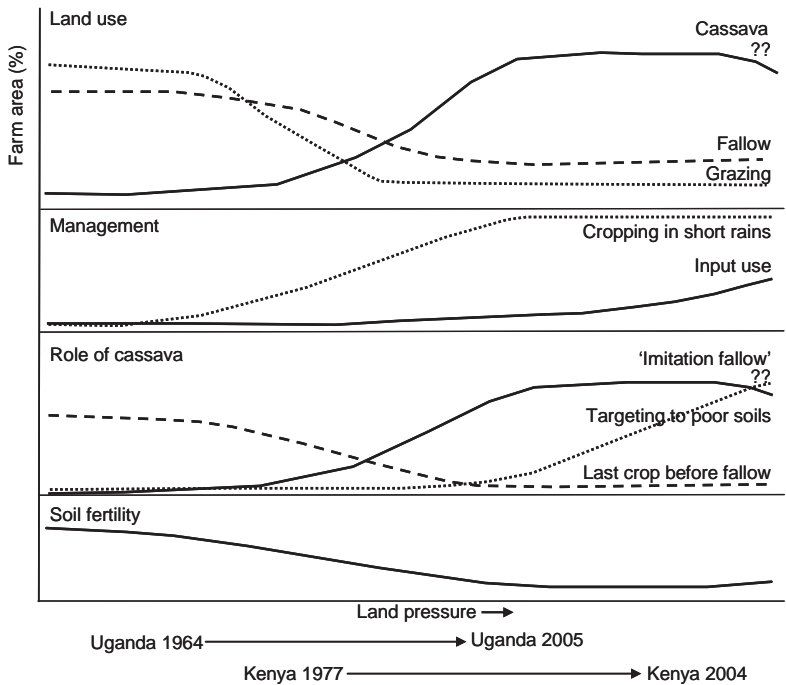 Land use
Farm area (%)
Cassava
??
Fallow
Grazing
Management
Cropping in short rains
Input use
Role of cassava
‘Imitation fallow’
??
Targeting to poor soils
Last crop before fallow
Soil fertility
Land pressure
Uganda 1964
Uganda 2005
Kenya 1977
Kenya 2004